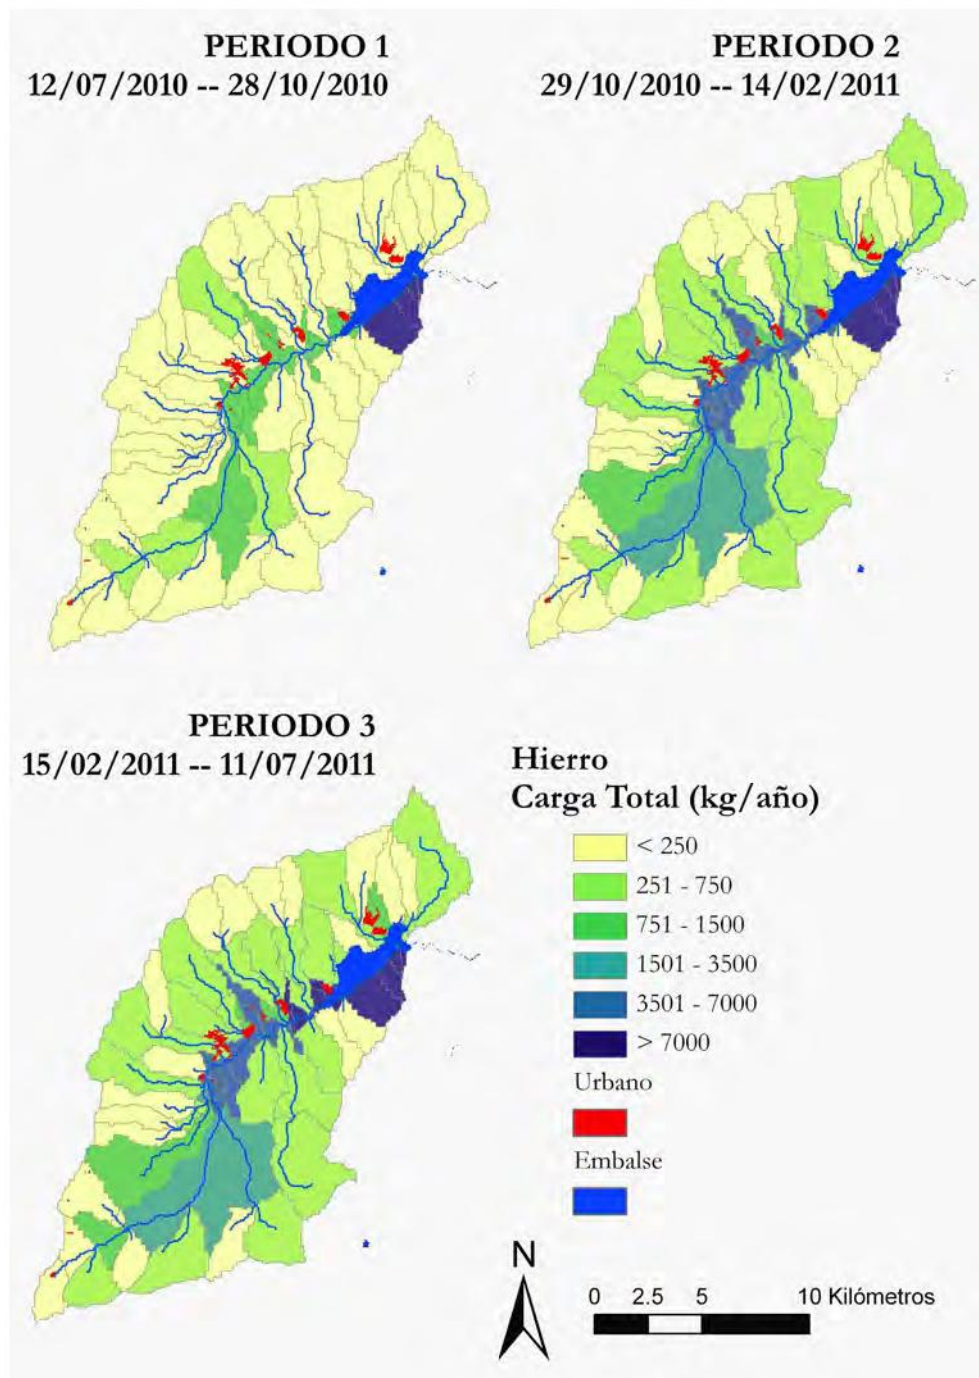 PERIODO 1
12/07/2010 -- 28/10/2010
PERIODO 2
29/10/2010 -- 14/02/2011
PERIODO 3
15/02/2011 -- 11/07/2011
Hierro
Carga Total (kg/año)
< 250
251 - 750
751 - 1500
1501 - 3500
3501 - 7000
> 7000
Urbano
Embalse
N
0 2.5 5 10 Kilómetros